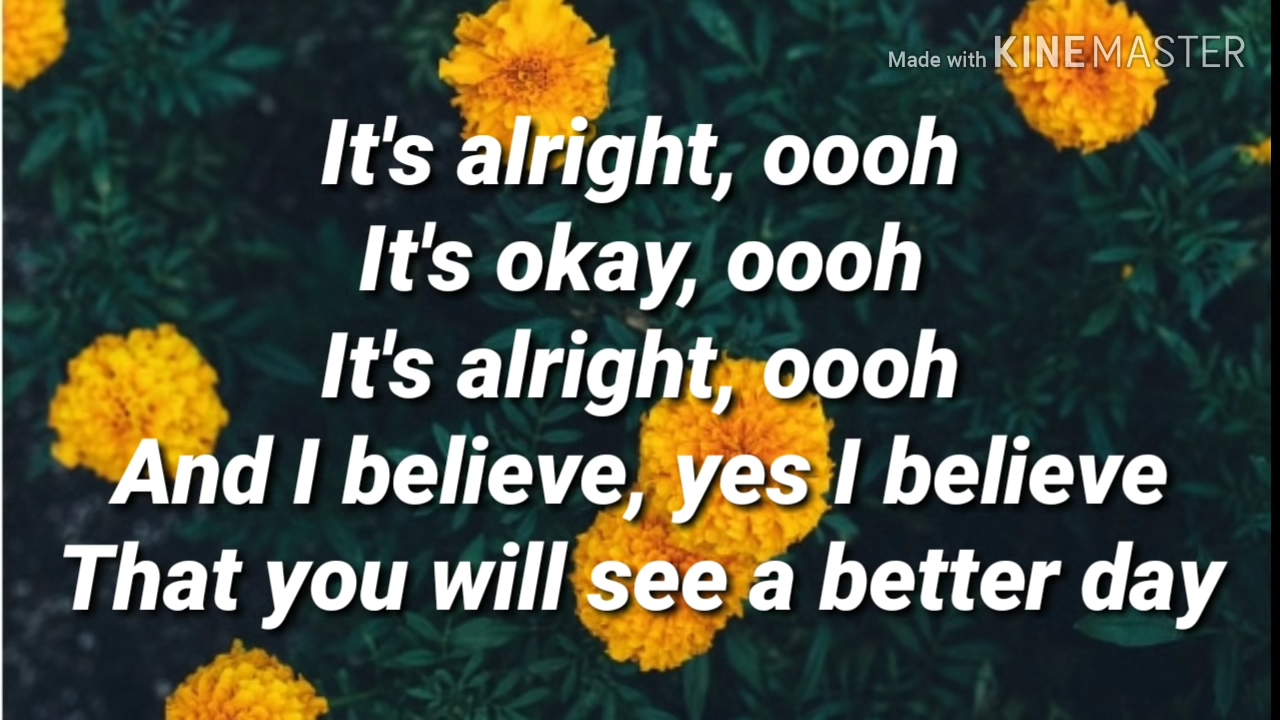 Made with KINEMASTER
It's alright, oooh
It's okay, oooh
It's alright, oooh
And I believe, yes I believe
That you will see a better day